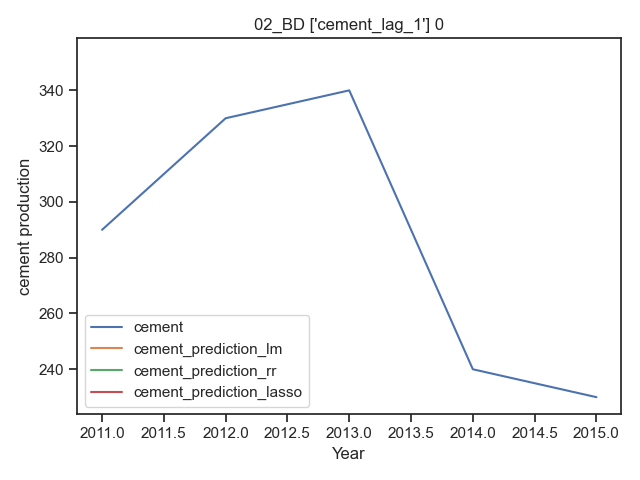 02_BD ['cement_lag_1'] 0
cement production
340
320
300
280
260
240
cement
cement_prediction_lm
cement_prediction_rr
cement_prediction_lasso
2011.0 2011.5 2012.0 2012.5 2013.0 2013.5 2014.0 2014.5 2015.0
Year